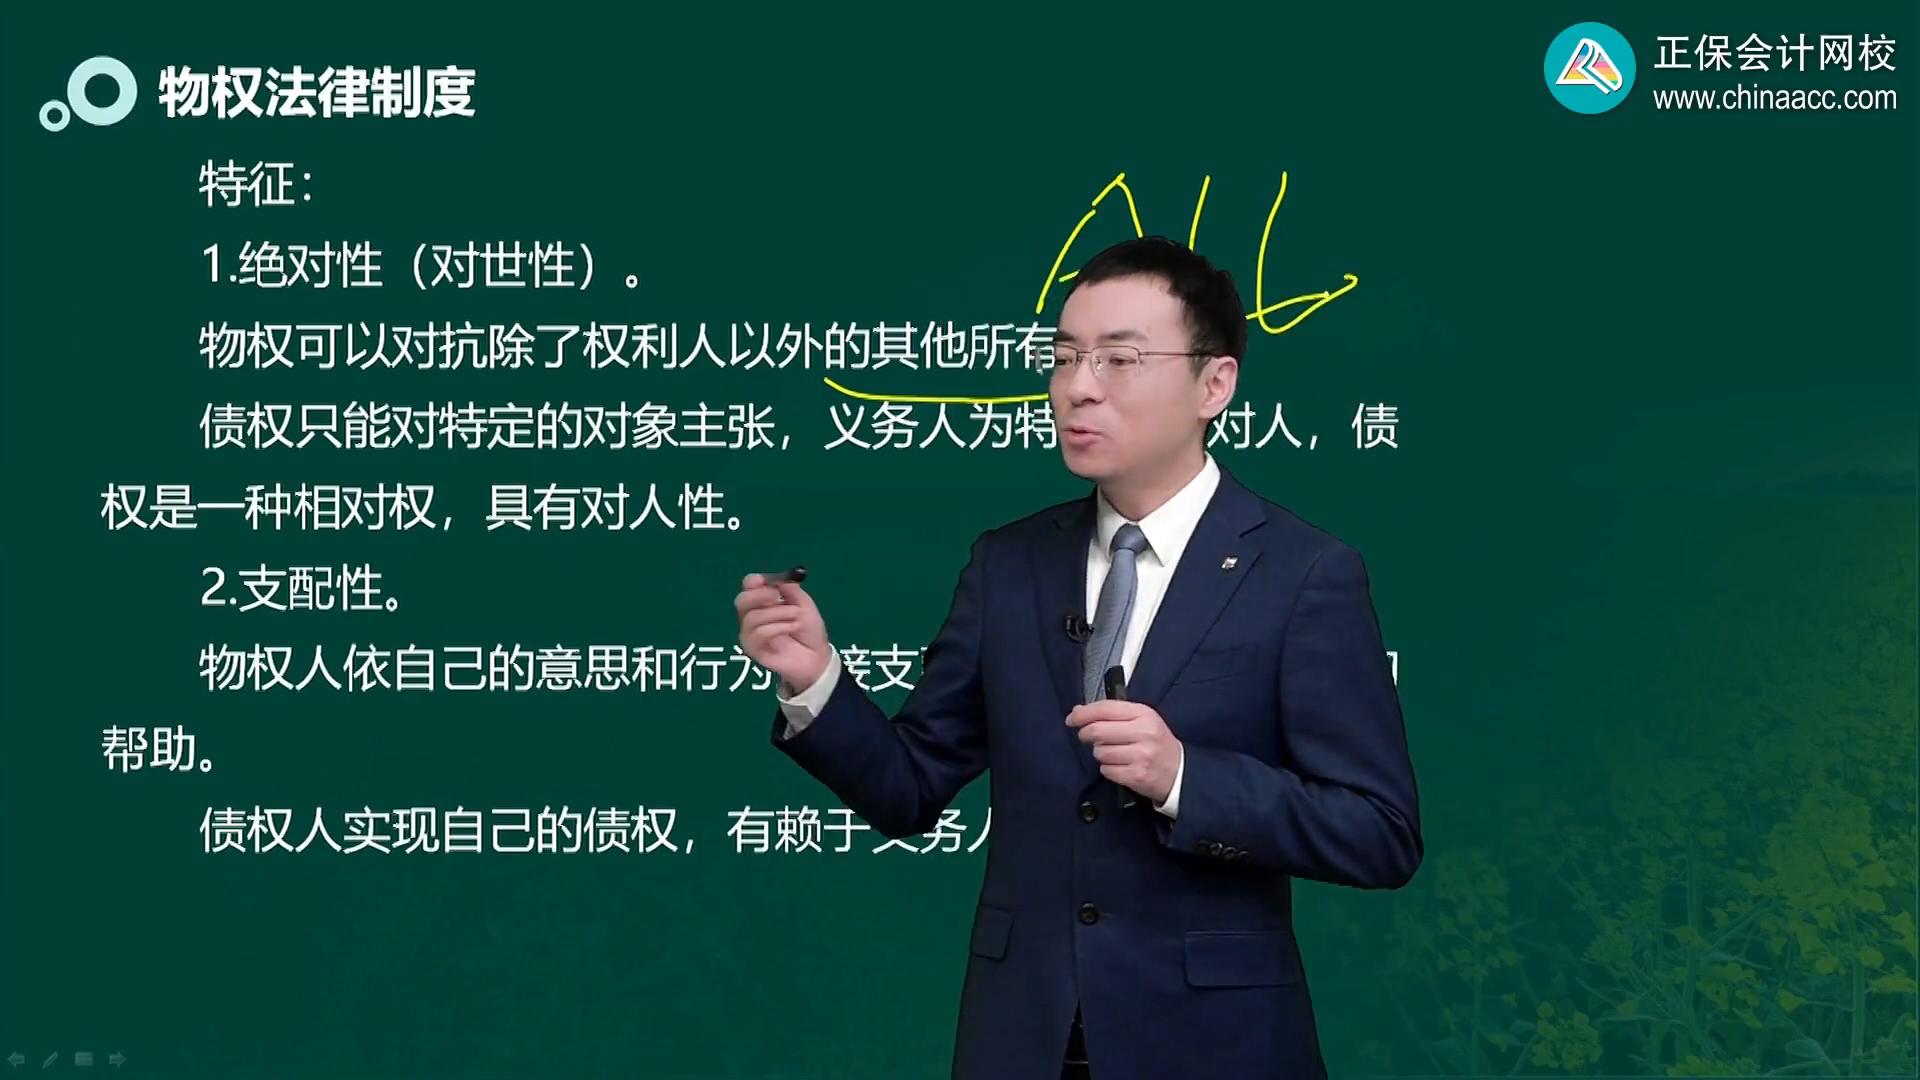 正保会计网校
www.chinaacc.com
物权法律制度
特征：
ALL
1.绝对性（对世性）。
物权可以对抗除了权利人以外的其他所有
债权只能对特定的对象主张，义务人为特 对人，债
权是一种相对权，具有对人性。
2.支配性。
物权人依自己的意思和行为 接支
帮助。
债权人实现自己的债权，有赖于义务人